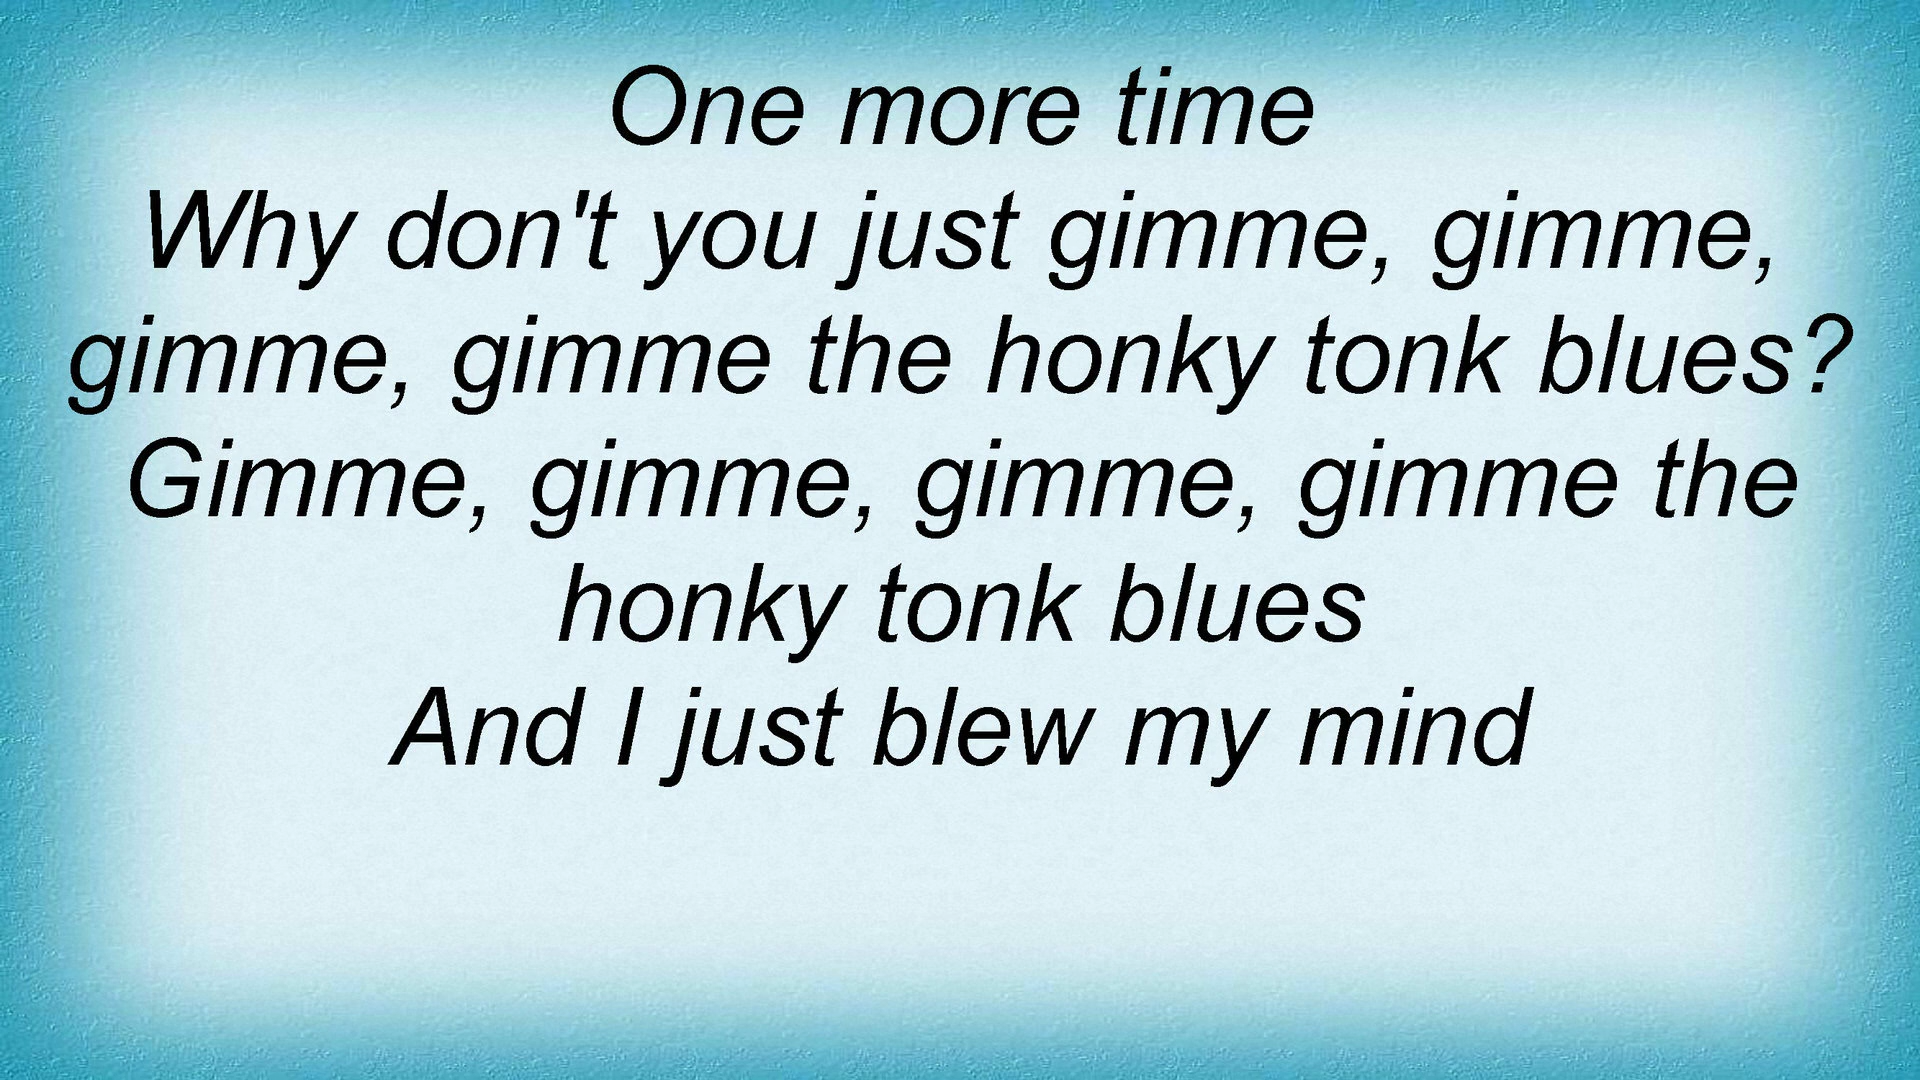 One more time
Why don't you just gimme, gimme,
gimme, gimme the honky tonk blues?
Gimme, gimme, gimme, gimme the
honky tonk blues
And I just blew my mind